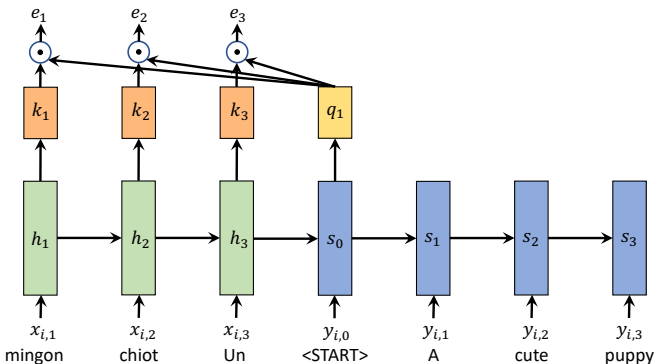 e₁ e₂ e₃
k₁ k₂ k₃ q₁
h₁ h₂ h₃ s₀ s₁ s₂ s₃
xᵢ,₁ xᵢ,₂ xᵢ,₃ yᵢ,₀ yᵢ,₁ yᵢ,₂ yᵢ,₃
mingon chiot Un <START> A cute puppy